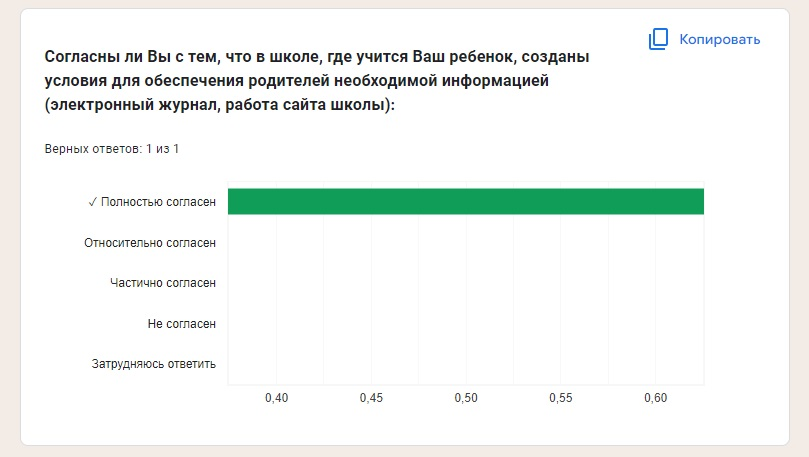 Копировать
Согласны ли Вы с тем, что в школе, где учится Ваш ребенок, созданы
условия для обеспечения родителей необходимой информацией
(электронный журнал, работа сайта школы):
Верных ответов: 1 из 1
✓ Полностью согласен
Относительно согласен
Частично согласен
Не согласен
Затрудняюсь ответить
0,40 0,45 0,50 0,55 0,60